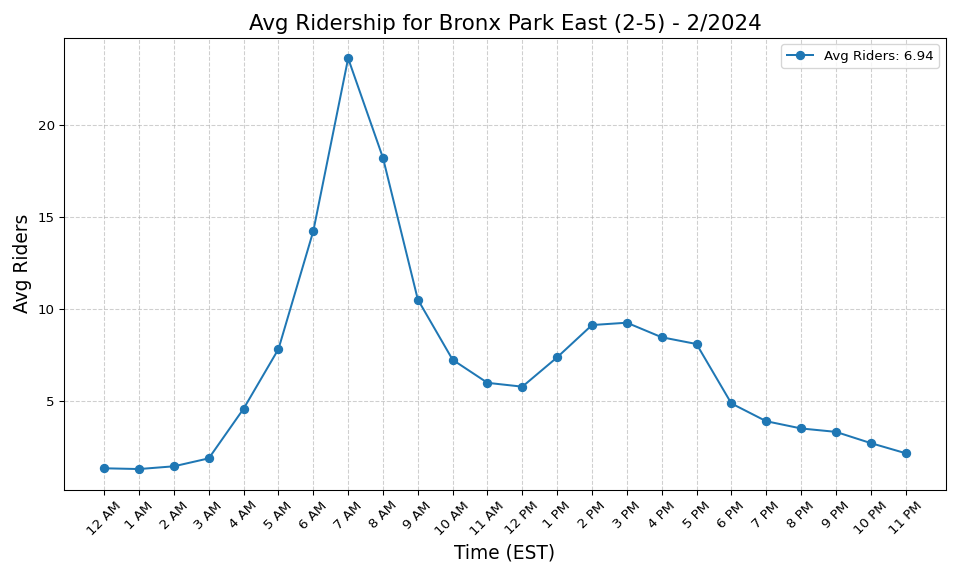 Avg Ridership for Bronx Park East (2-5) - 2/2024
Avg Riders: 6.94
Avg Riders
20
15
10
5
12 AM
1 AM
2 AM
3 AM
4 AM
5 AM
6 AM
7 AM
8 AM
9 AM
10 AM
11 AM
12 PM
1 PM
2 PM
3 PM
4 PM
5 PM
6 PM
7 PM
8 PM
9 PM
10 PM
11 PM
Time (EST)